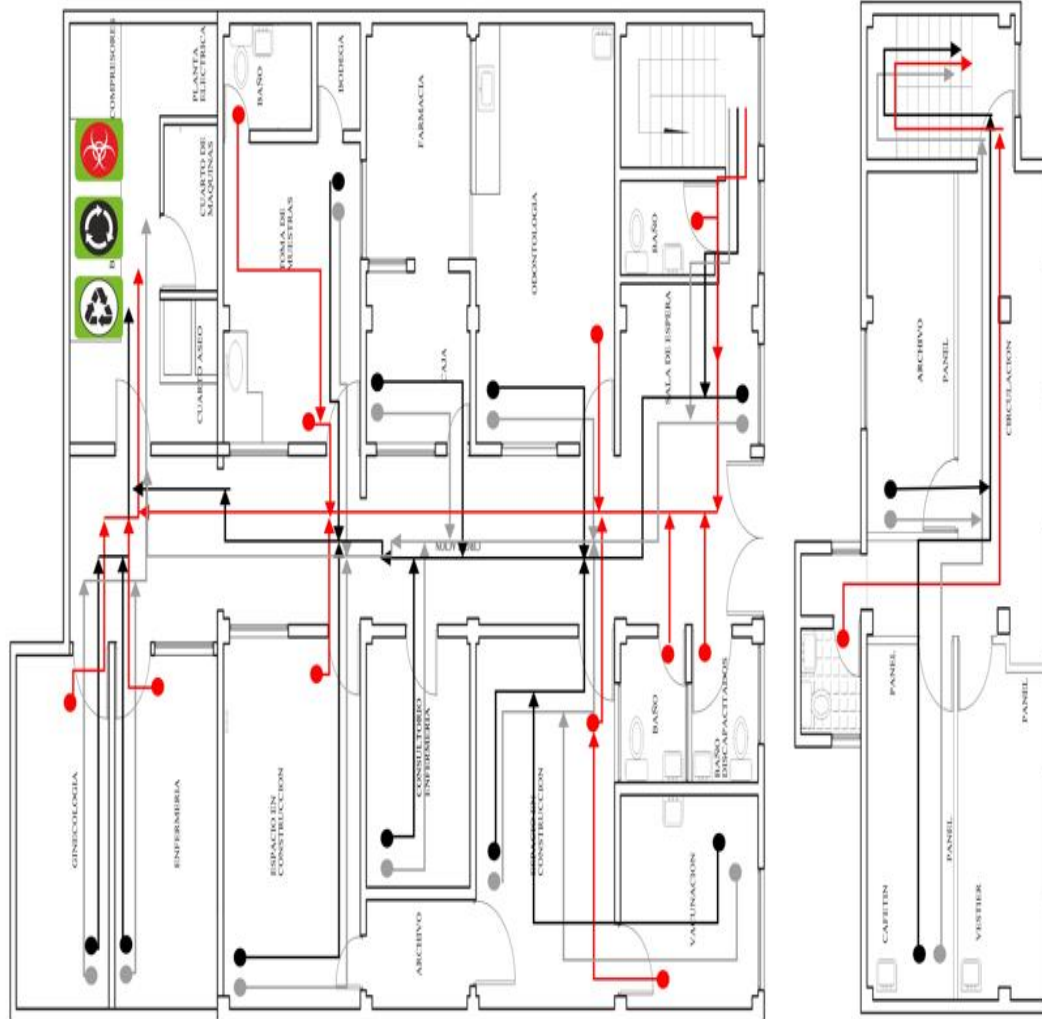 COMPRESORES
PLANTA
ELECTRICA
BAÑO
BODEGA
FARMACIA
CUARTO DE
MAQUINAS
TOMA DE
MUESTRAS
ODONTOLOGIA
BAÑO
CUARTO ASEO
CAJA
SALA DE ESPERA
CIRCULACION
GINECOLOGIA
ENFERMERIA
ESPACIO EN
CONSTRUCCION
CONSULTORIO
ENFERMERIA
ESPACIO EN
CONSTRUCCION
BAÑO
BAÑO
DISCAPACITADOS
ARCHIVO
VACUNACION
ARCHIVO
PANEL
CIRCULACION
PANEL
PANEL
PANEL
CAFETIN
VESTIER